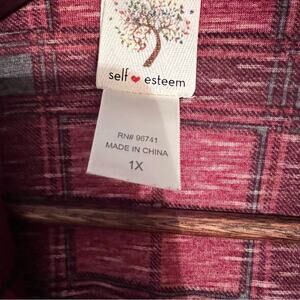 self ♥ esteem
RN# 96741
MADE IN CHINA
1X